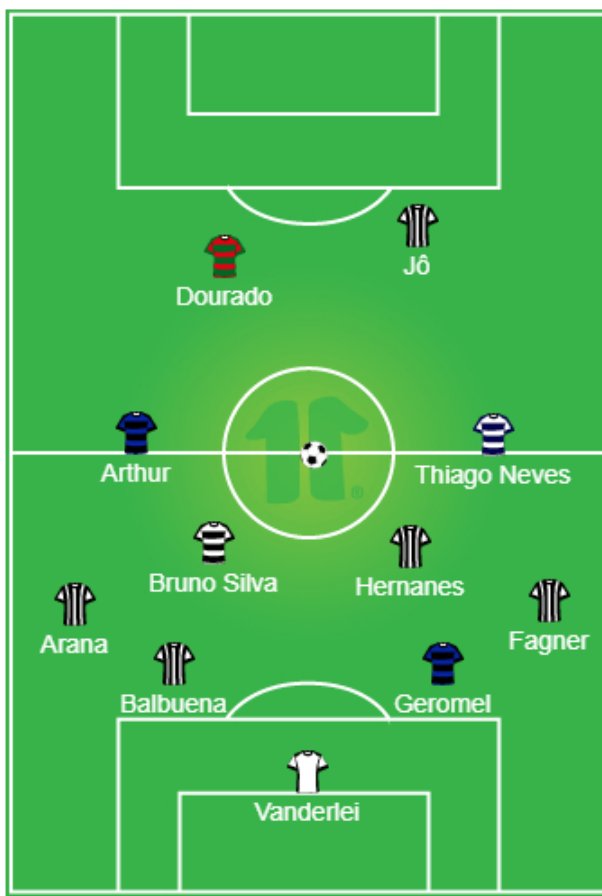 Jô
Dourado
Arthur
Thiago Neves
Bruno Silva
Hernanes
Arana
Fagner
Balbuena
Geromel
Vanderlei